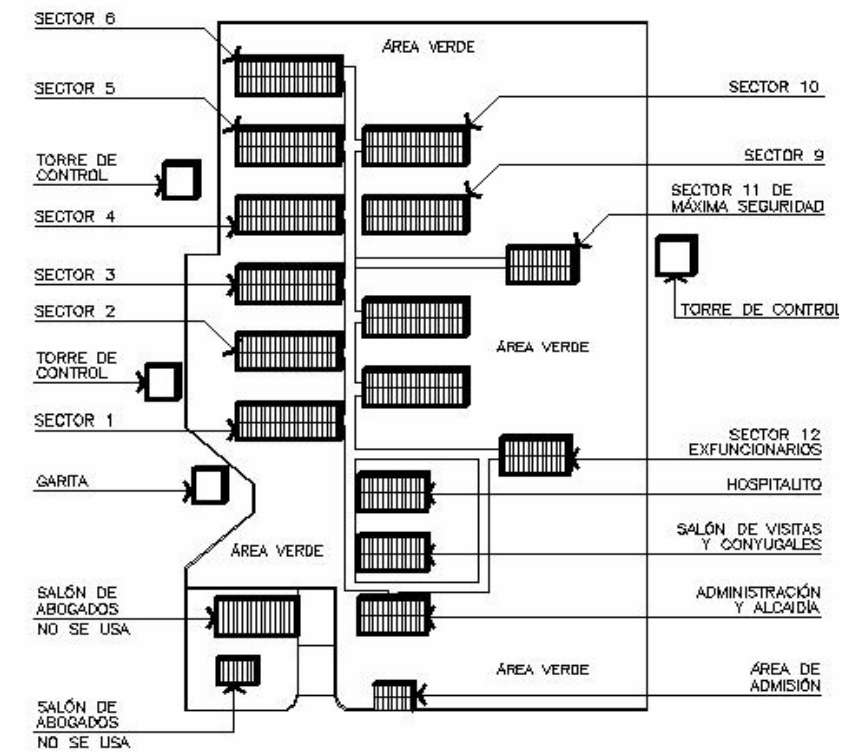 SECTOR 6
ÁREA VERDE
SECTOR 5
SECTOR 10
TORRE DE
CONTROL
SECTOR 9
SECTOR 4
SECTOR 11 DE
MÁXIMA SEGURIDAD
SECTOR 3
SECTOR 2
TORRE DE CONTROL
TORRE DE
CONTROL
ÁREA VERDE
SECTOR 1
SECTOR 12
EXFUNCIONARIOS
GARITA
HOSPITALITO
ÁREA VERDE
SALÓN DE VISITAS
Y CONYUGALES
SALÓN DE
ABOGADOS
NO SE USA
ADMINISTRACIÓN
Y ALCAIDÍA
ÁREA VERDE
ÁREA DE
ADMISIÓN
SALÓN DE
ABOGADOS
NO SE USA